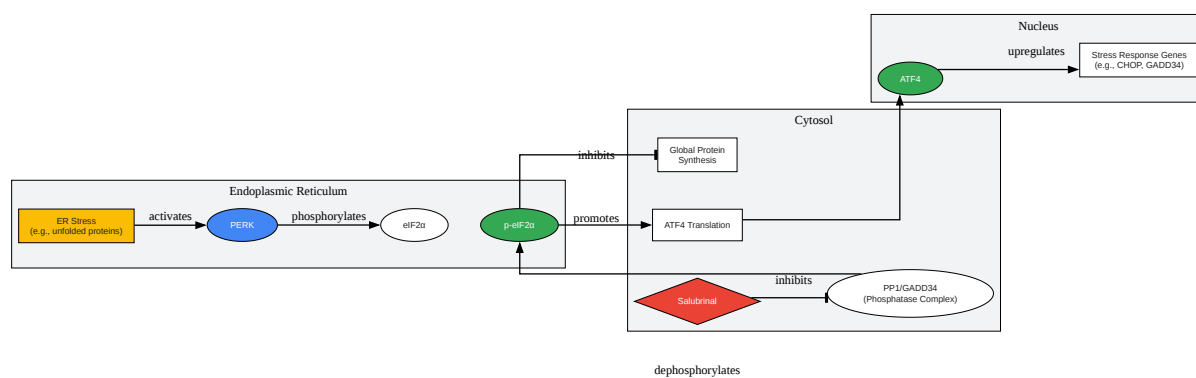 Nucleus
upregulates
Stress Response Genes
(e.g., CHOP, GADD34)
ATF4
Cytosol
inhibits
Global Protein
Synthesis
Endoplasmic Reticulum
ER Stress
(e.g., unfolded proteins)
activates
PERK
phosphorylates
eIF2α
p-eIF2α
promotes
ATF4 Translation
Salubrinal
inhibits
PP1/GADD34
(Phosphatase Complex)
dephosphorylates